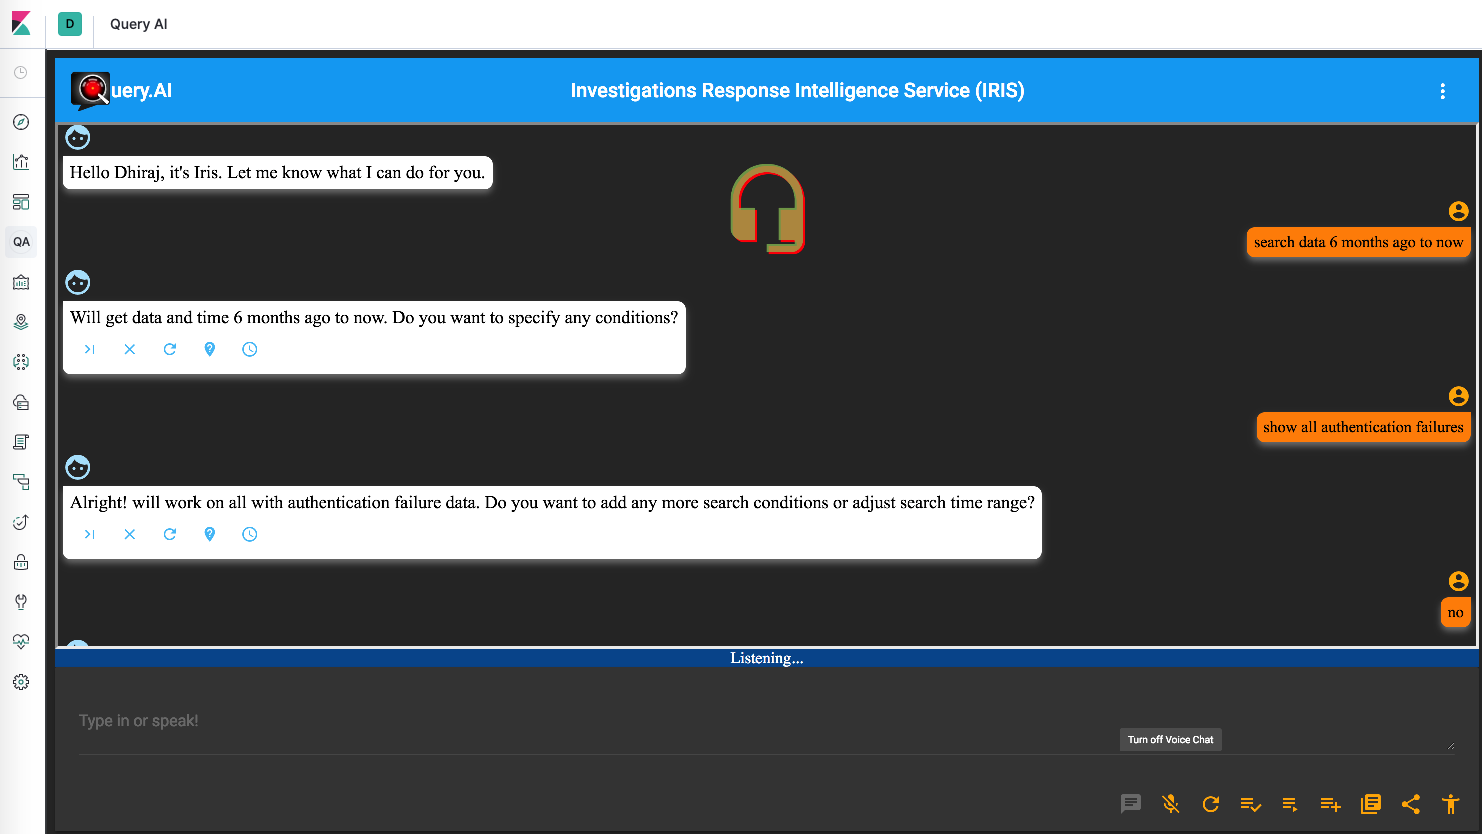 D
Query AI
uery.AI
Investigations Response Intelligence Service (IRIS)
Hello Dhiraj, it's Iris. Let me know what I can do for you.
search data 6 months ago to now
QA
Will get data and time 6 months ago to now. Do you want to specify any conditions?
show all authentication failures
Alright! will work on all with authentication failure data. Do you want to add any more search conditions or adjust search time range?
no
Listening...
Type in or speak!
Turn off Voice Chat